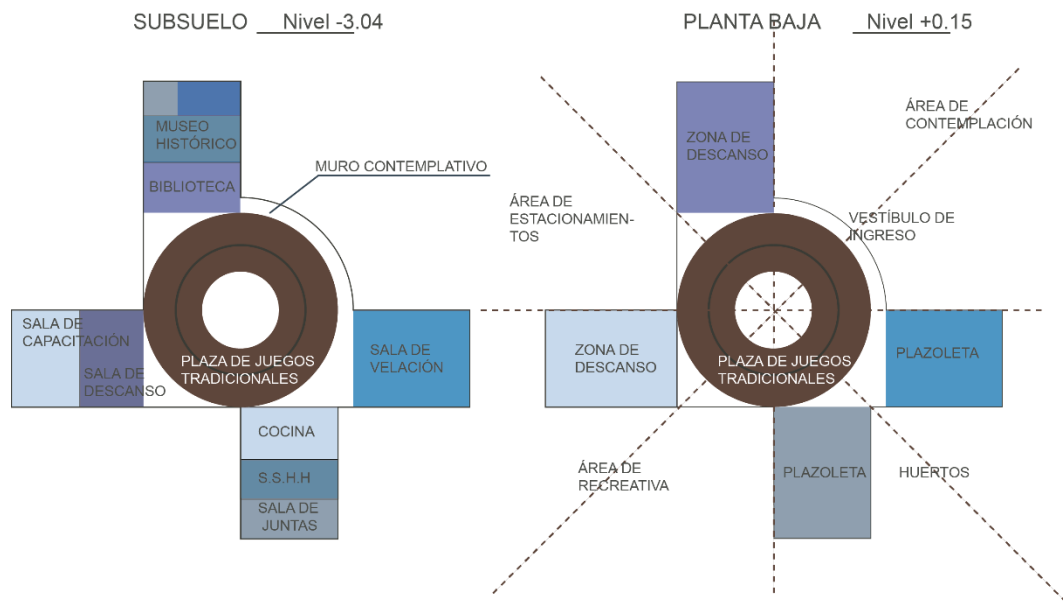 SUBSUELO Nivel -3.04
MUSEO
HISTÓRICO
BIBLIOTECA
MURO CONTEMPLATIVO
SALA DE
CAPACITACIÓN
SALA DE
DESCANSO
PLAZA DE JUEGOS
TRADICIONALES
SALA DE
VELACIÓN
COCINA
S.S.H.H
SALA DE
JUNTAS
PLANTA BAJA Nivel +0.15
ZONA DE
DESCANSO
ÁREA DE
CONTEMPLACIÓN
ÁREA DE
ESTACIONAMIEN-
TOS
VESTÍBULO DE
INGRESO
ZONA DE
DESCANSO
PLAZA DE JUEGOS
TRADICIONALES
PLAZOLETA
ÁREA DE
RECREATIVA
PLAZOLETA
HUERTOS